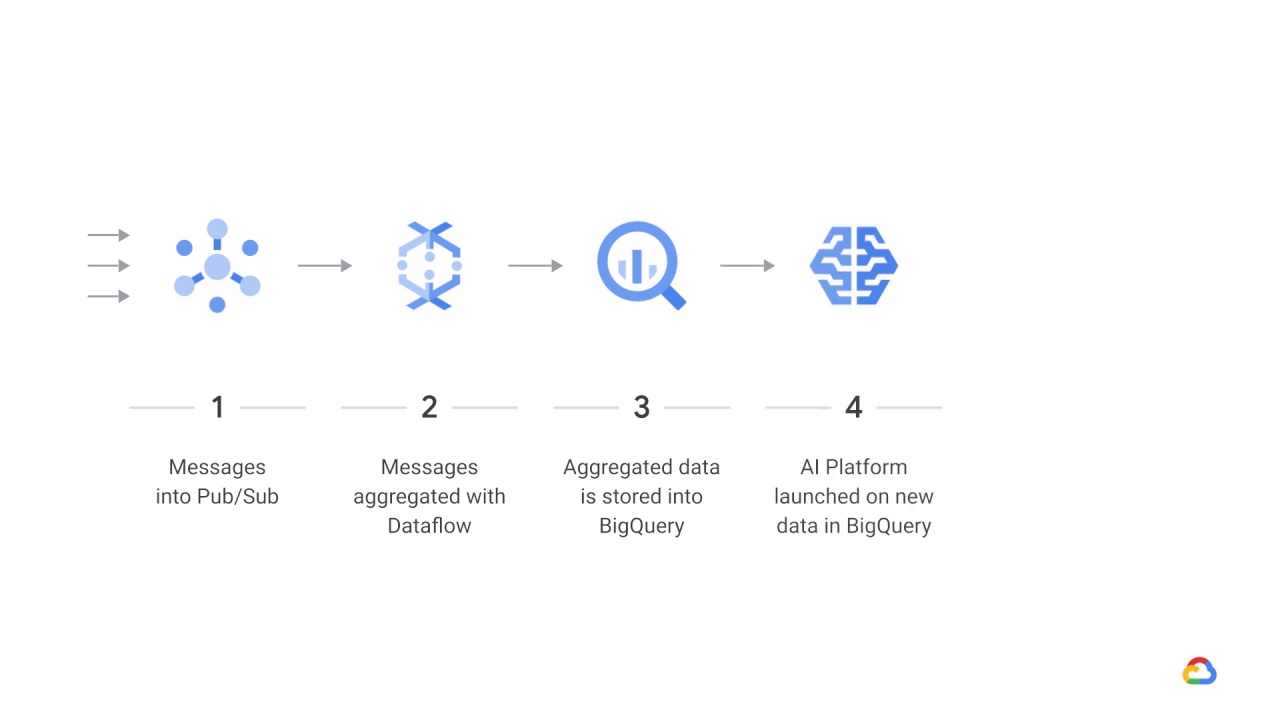 1
Messages
into Pub/Sub
2
Messages
aggregated with
Dataflow
3
Aggregated data
is stored into
BigQuery
4
AI Platform
launched on new
data in BigQuery